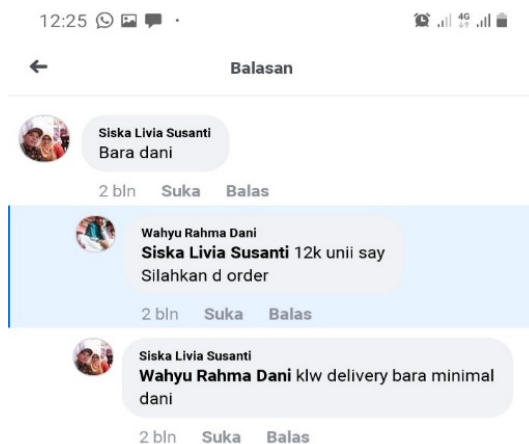 12:25
4G
Balasan
Siska Livia Susanti
Bara dani
2 bln Suka Balas
Wahyu Rahma Dani
Siska Livia Susanti 12k unii say
Silahkan d order
2 bln Suka Balas
Siska Livia Susanti
Wahyu Rahma Dani klw delivery bara minimal
dani
2 bln Suka Balas